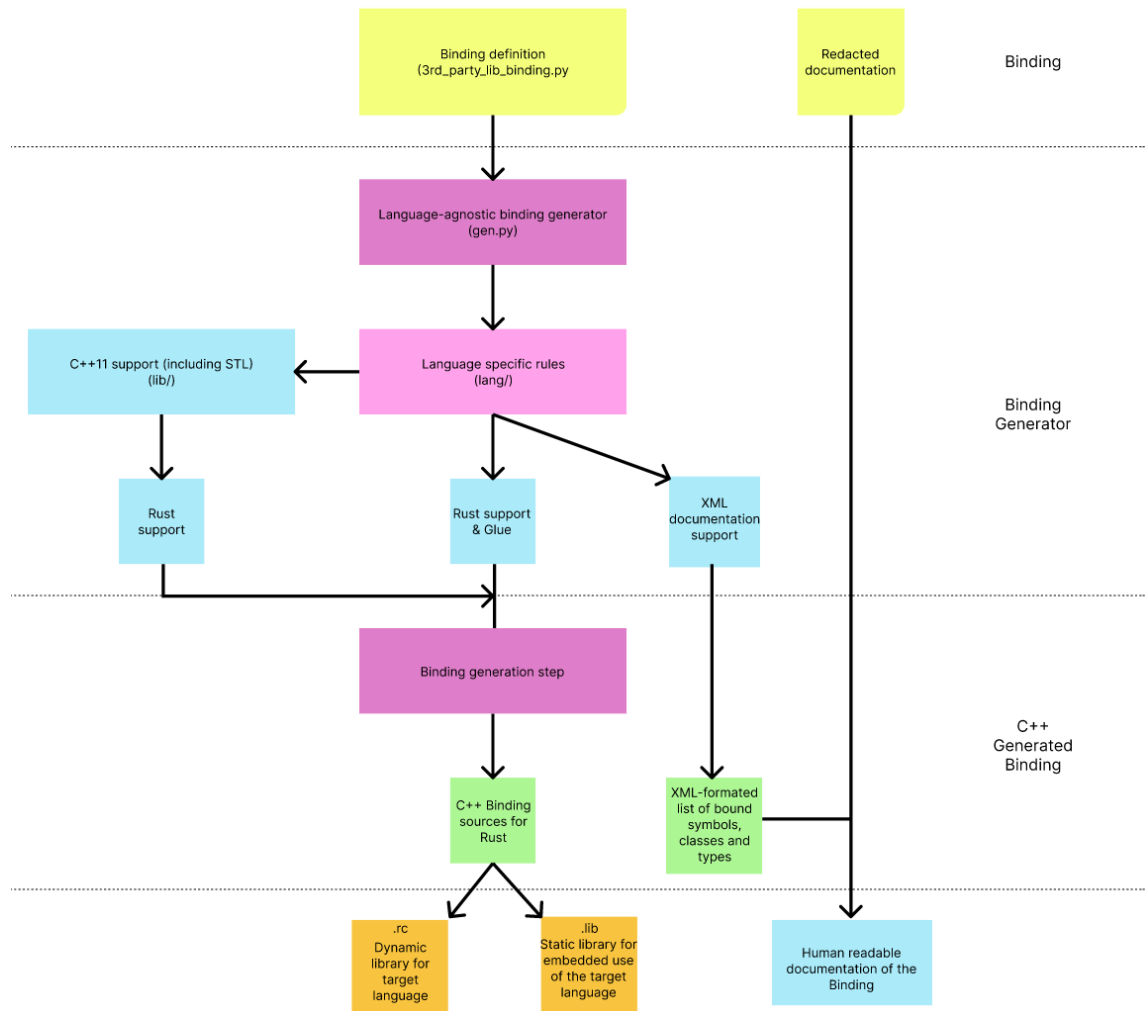 Binding definition
(3rd_party_lib_binding.py
Redacted
documentation
Binding
Language-agnostic binding generator
(gen.py)
C++11 support (including STL)
(lib/)
Language specific rules
(lang/)
Binding
Generator
Rust
support
Rust support
& Glue
XML
documentation
support
Binding generation step
C++
Generated
Binding
C++ Binding
sources for
Rust
XML-formated
list of bound
symbols,
classes and
types
.rc
Dynamic
library for
target
language
.lib
Static library for
embedded use
of the target
language
Human readable
documentation of the
Binding